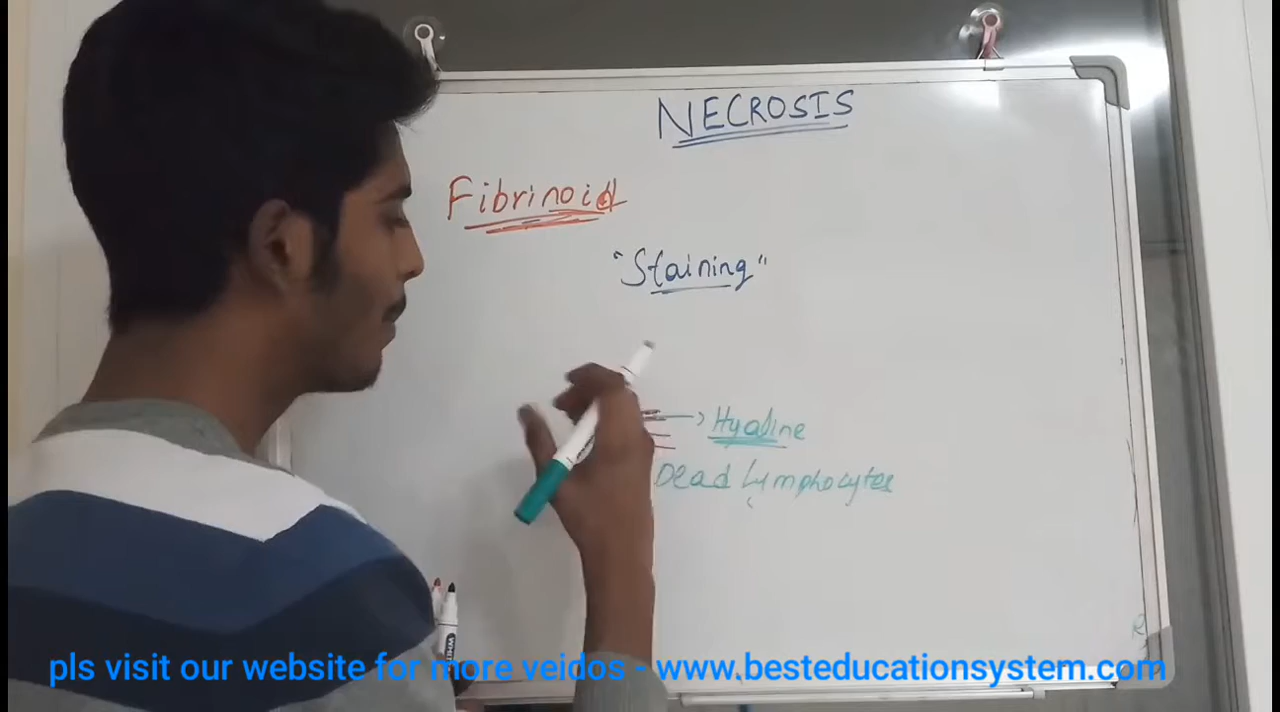 NECROSIS
Fibrinoid
"Staining"
Hyaline
Dead Lymphocytes
R
pls visit our website for more veidos - www.besteducationsystem.com